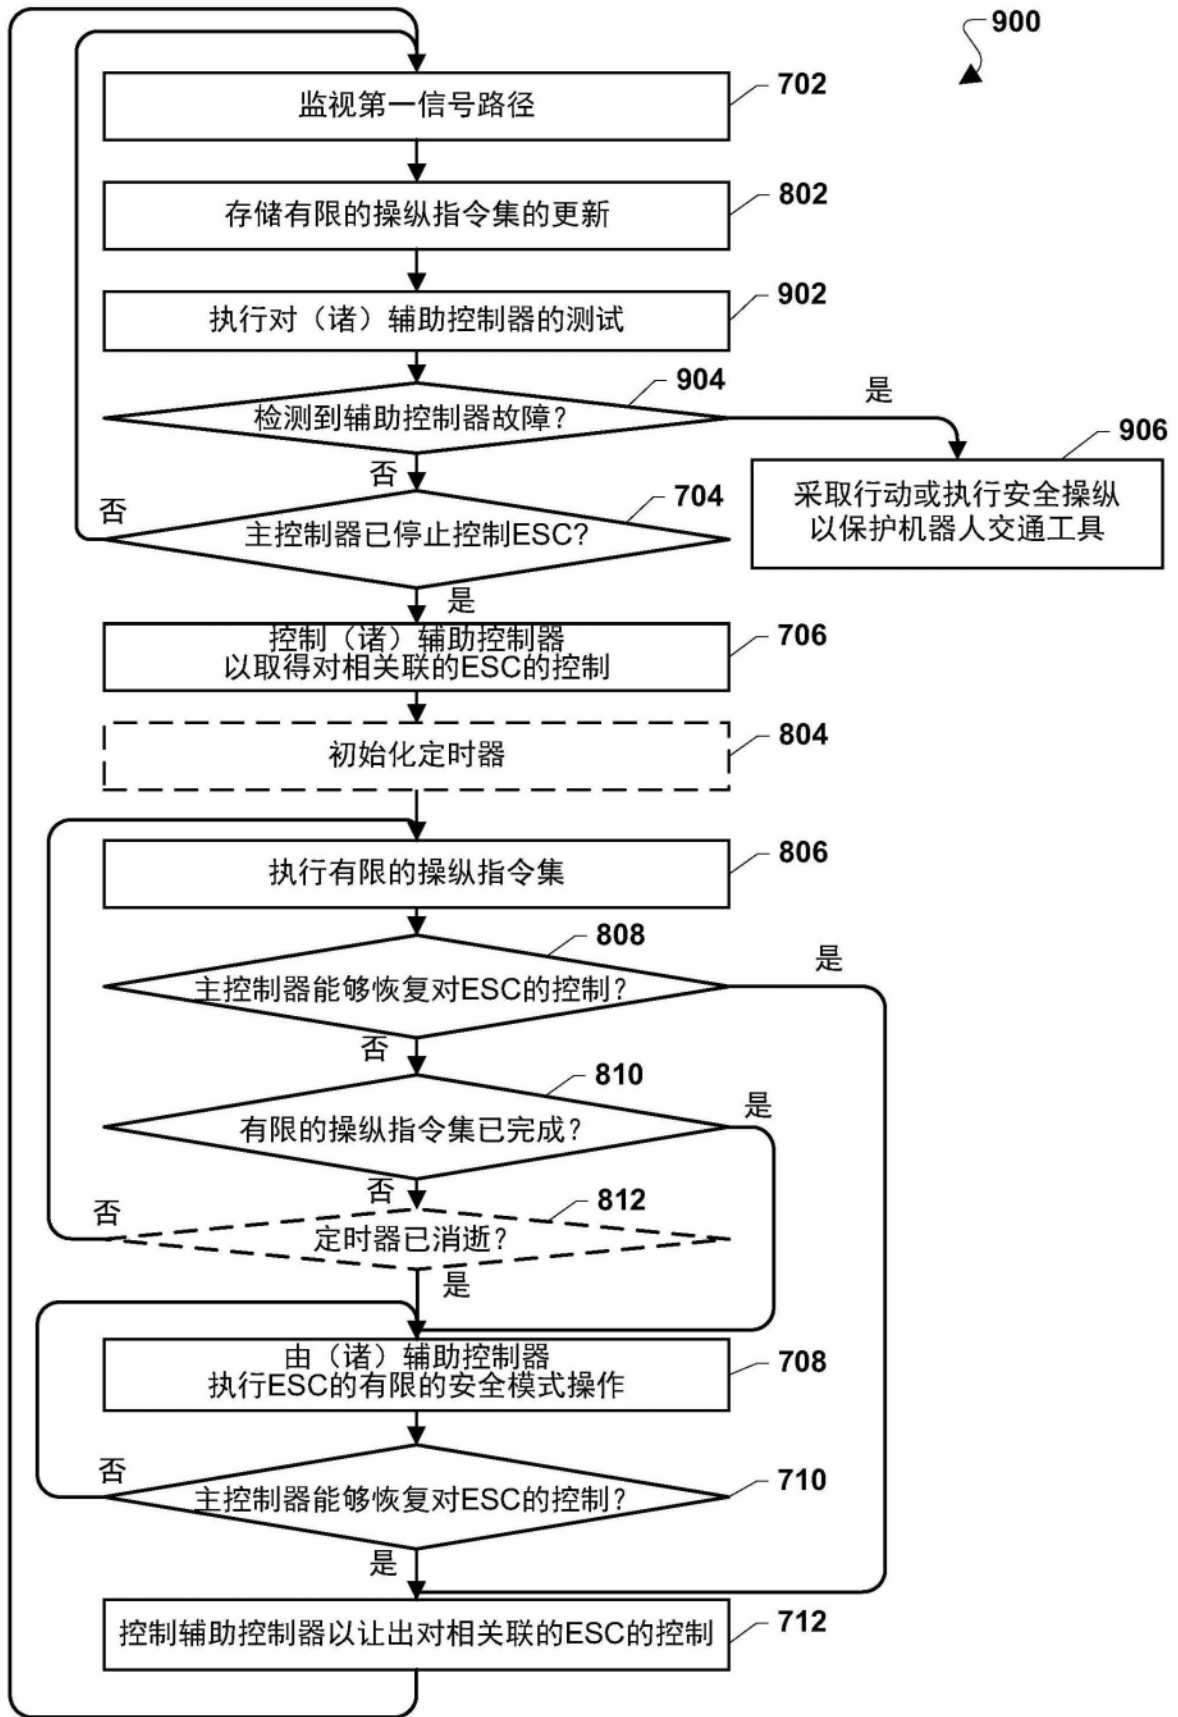 900
监视第一信号路径
702
存储有限的操纵指令集的更新
802
执行对（诸）辅助控制器的测试
902
检测到辅助控制器故障?
904
是
906
采取行动或执行安全操纵
以保护机器人交通工具
否
主控制器已停止控制ESC?
704
否
是
控制（诸）辅助控制器
以取得对相关联的ESC的控制
706
初始化定时器
804
执行有限的操纵指令集
806
主控制器能够恢复对ESC的控制?
808
是
否
有限的操纵指令集已完成?
810
是
否
定时器已消逝?
812
否
是
由（诸）辅助控制器
执行ESC的有限的安全模式操作
708
主控制器能够恢复对ESC的控制?
710
否
是
控制辅助控制器以让出对相关联的ESC的控制
712